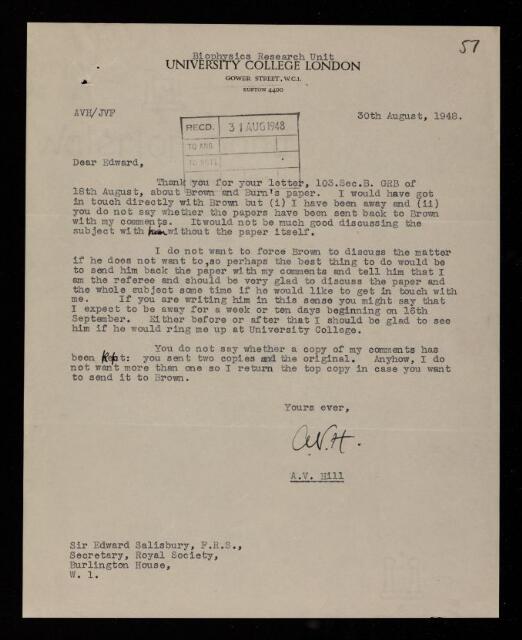 57
Biophysics Research Unit
UNIVERSITY COLLEGE LONDON
GOWER STREET, W.C.1.
EUSTON 4400
AVH/JVF
30th August, 1948.
RECD. 31 AUG 1948
TO ANS.
Dear Edward,
Thank you for your letter, 103.Sec.B. GRB of
18th August, about Brown and Burn's paper. I would have got
in touch directly with Brown but (i) I have been away and (ii)
you do not say whether the papers have been sent back to Brown
with my comments. Itwould not be much good discussing the
subject with him without the paper itself.
I do not want to force Brown to discuss the matter
if he does not want to,so perhaps the best thing to do would be
to send him back the paper with my comments and tell him that I
am the referee and should be very glad to discuss the paper and
the whole subject some time if he would like to get in touch with
me. If you are writing him in this sense you might say that
I expect to be away for a week or ten days beginning on 16th
September. Either before or after that I should be glad to see
him if he would ring me up at University College.
You do not say whether a copy of my comments has
been kept: you sent two copies and the original. Anyhow, I do
not want more than one so I return the top copy in case you want
to send it to Brown.
Yours ever,
A.V.H.
A.V. Hill
Sir Edward Salisbury, F.R.S.,
Secretary, Royal Society,
Burlington House,
W. 1.